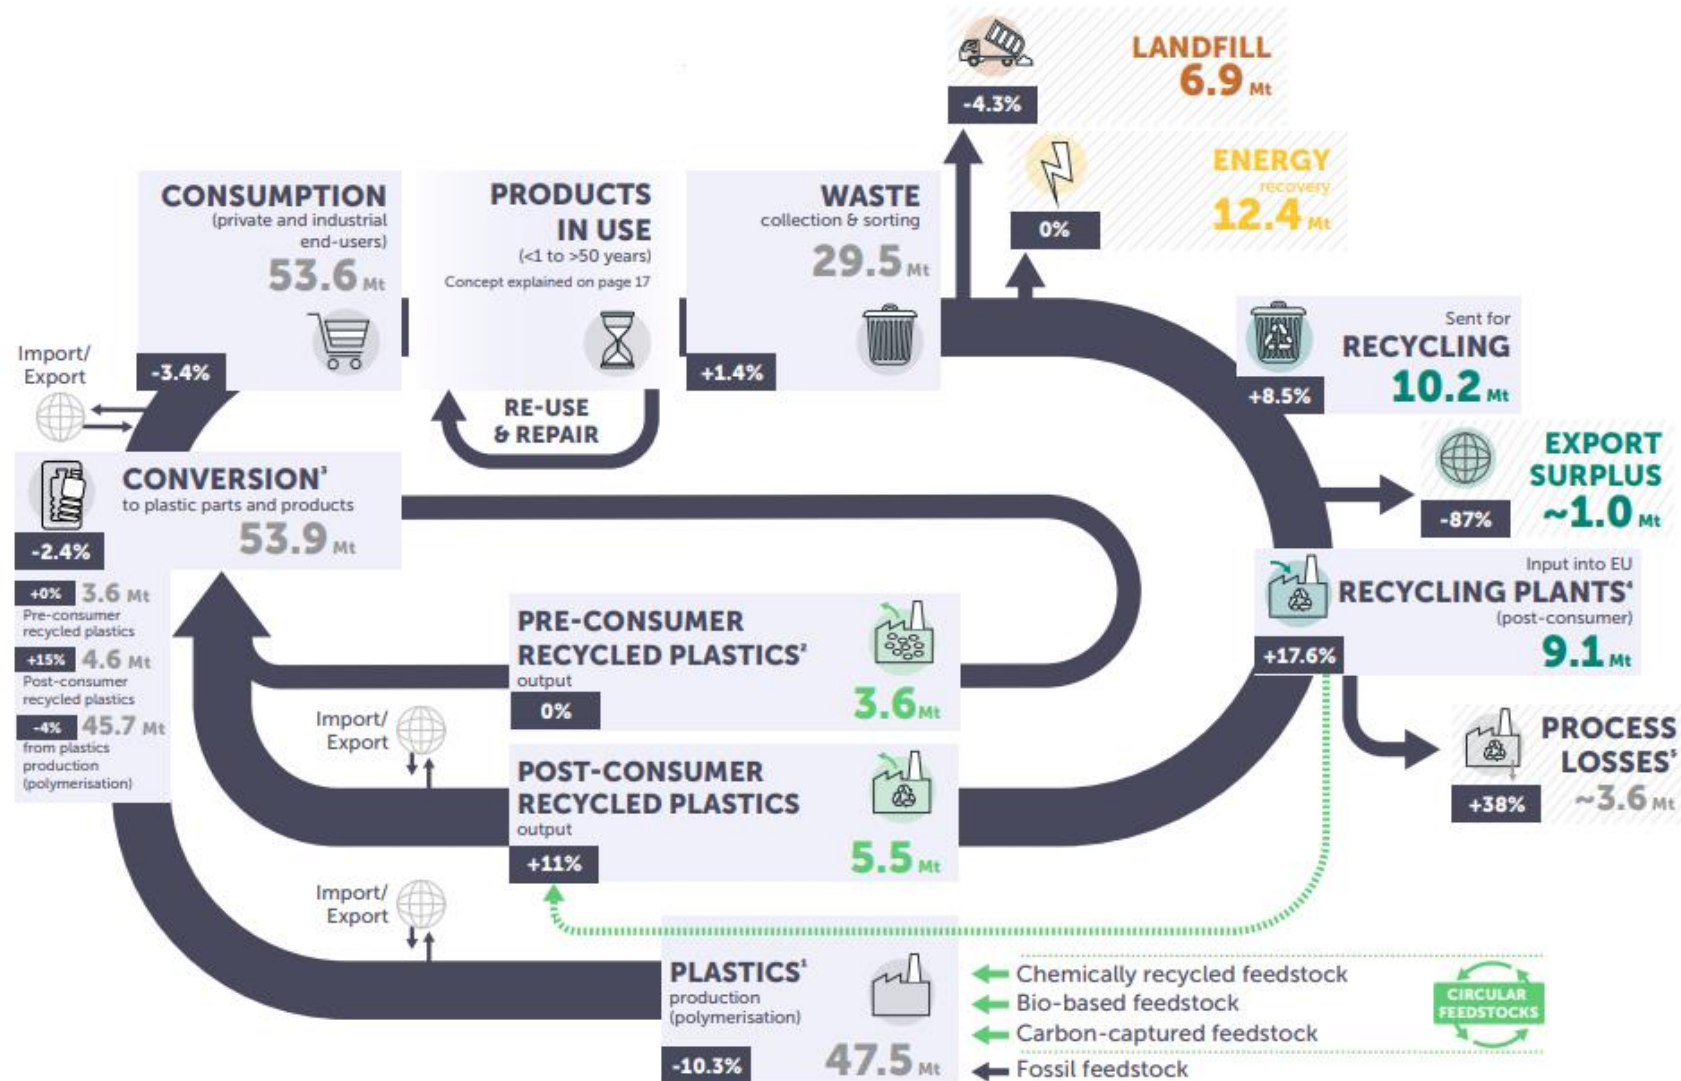 LANDFILL
6.9 Mt
-4.3%
ENERGY
recovery
12.4 Mt
0%
CONSUMPTION
(private and industrial
end-users)
53.6 Mt
-3.4%
PRODUCTS
IN USE
(<1 to >50 years)
Concept explained on page 17
WASTE
collection & sorting
29.5 Mt
+1.4%
RE-USE
& REPAIR
Sent for
RECYCLING
10.2 Mt
+8.5%
Import/
Export
EXPORT
SURPLUS
~1.0 Mt
-87%
CONVERSION³
to plastic parts and products
53.9 Mt
-2.4%
+0% 3.6 Mt
Pre-consumer
recycled plastics
+15% 4.6 Mt
Post-consumer
recycled plastics
-4% 45.7 Mt
from plastics
production
(polymerisation)
Input into EU
RECYCLING PLANTS⁴
(post-consumer)
9.1 Mt
+17.6%
PRE-CONSUMER
RECYCLED PLASTICS²
output
0%
3.6 Mt
Import/
Export
POST-CONSUMER
RECYCLED PLASTICS
output
+11%
5.5 Mt
PROCESS
LOSSES⁵
~3.6 Mt
+38%
Import/
Export
PLASTICS¹
production
(polymerisation)
-10.3%
47.5 Mt
Chemically recycled feedstock
Bio-based feedstock
Carbon-captured feedstock
Fossil feedstock
CIRCULAR
FEEDSTOCKS